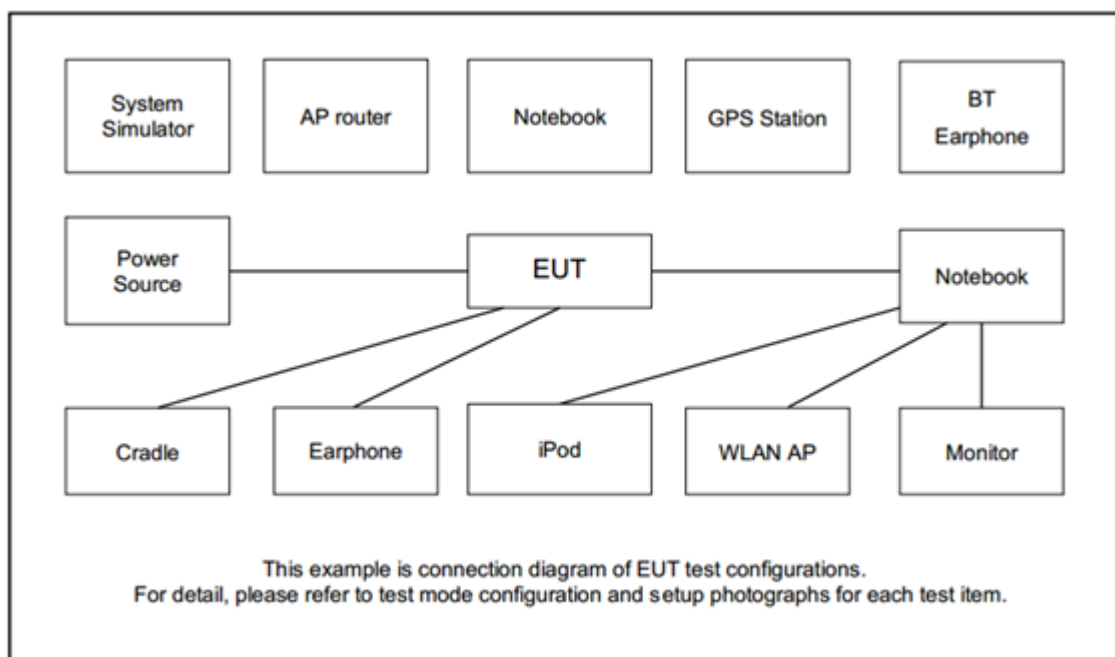 System
Simulator
AP router
Notebook
GPS Station
BT
Earphone
Power
Source
EUT
Notebook
Cradle
Earphone
iPod
WLAN AP
Monitor
This example is connection diagram of EUT test configurations.
For detail, please refer to test mode configuration and setup photographs for each test item.